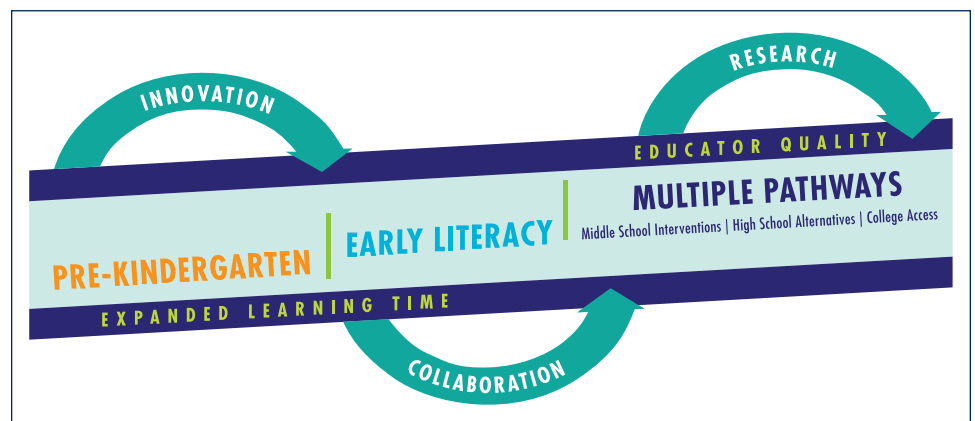 INNOVATION
RESEARCH
EDUCATOR QUALITY
PRE-KINDERGARTEN
EARLY LITERACY
MULTIPLE PATHWAYS
Middle School Interventions | High School Alternatives | College Access
EXPANDED LEARNING TIME
COLLABORATION